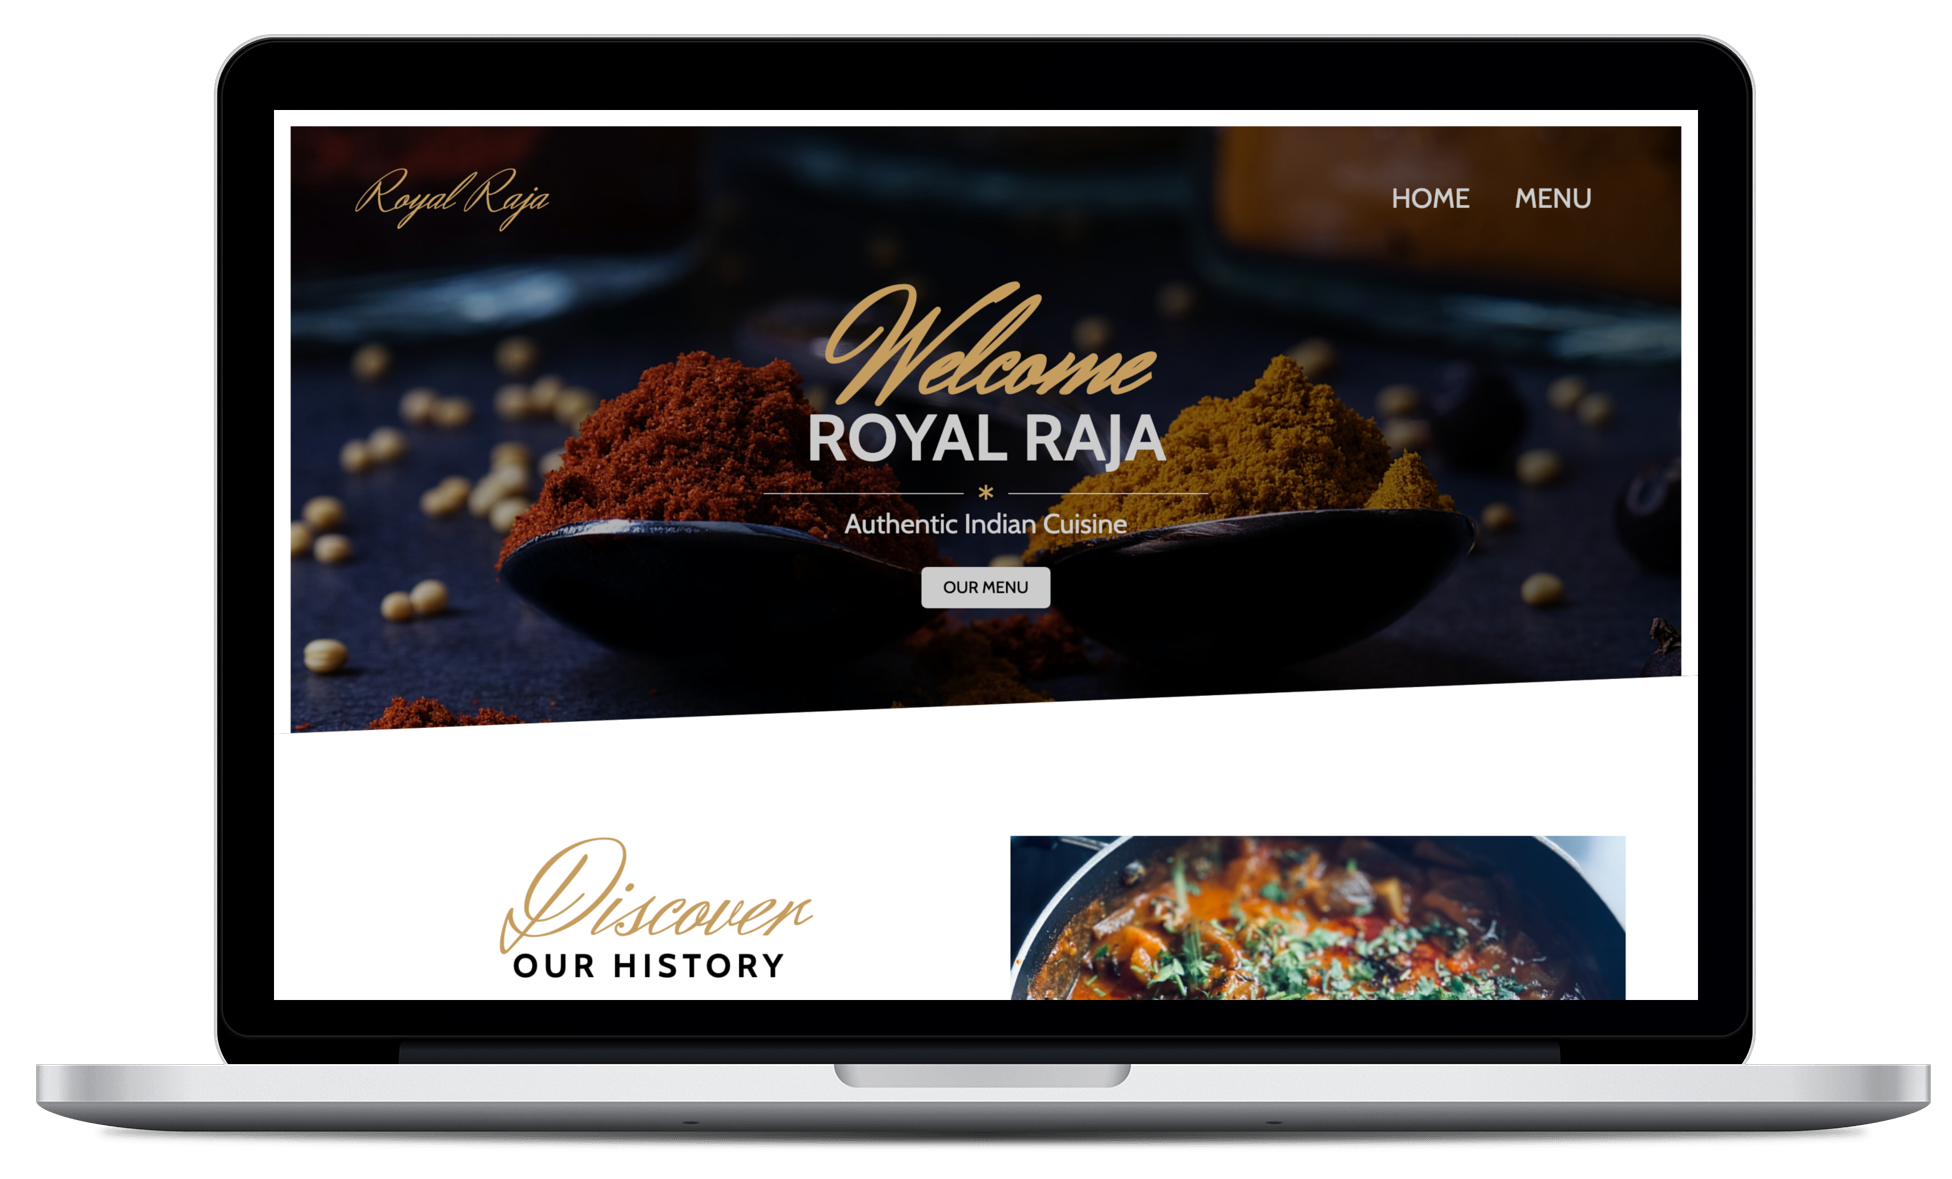 Royal Raja
HOME MENU
Welcome
ROYAL RAJA
*
Authentic Indian Cuisine
OUR MENU
Discover
OUR HISTORY